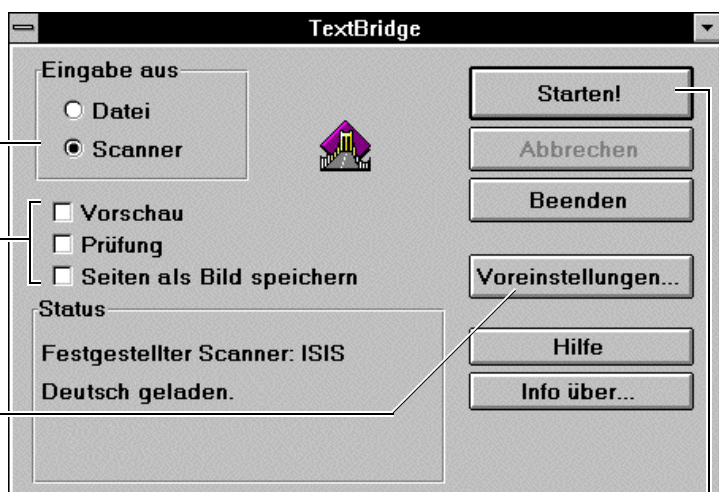 TextBridge
Eingabe aus
Datei
Scanner
Vorschau
Prüfung
Seiten als Bild speichern
Status
Festgestellter Scanner: ISIS
Deutsch geladen.
Starten!
Abbrechen
Beenden
Voreinstellungen...
Hilfe
Info über...